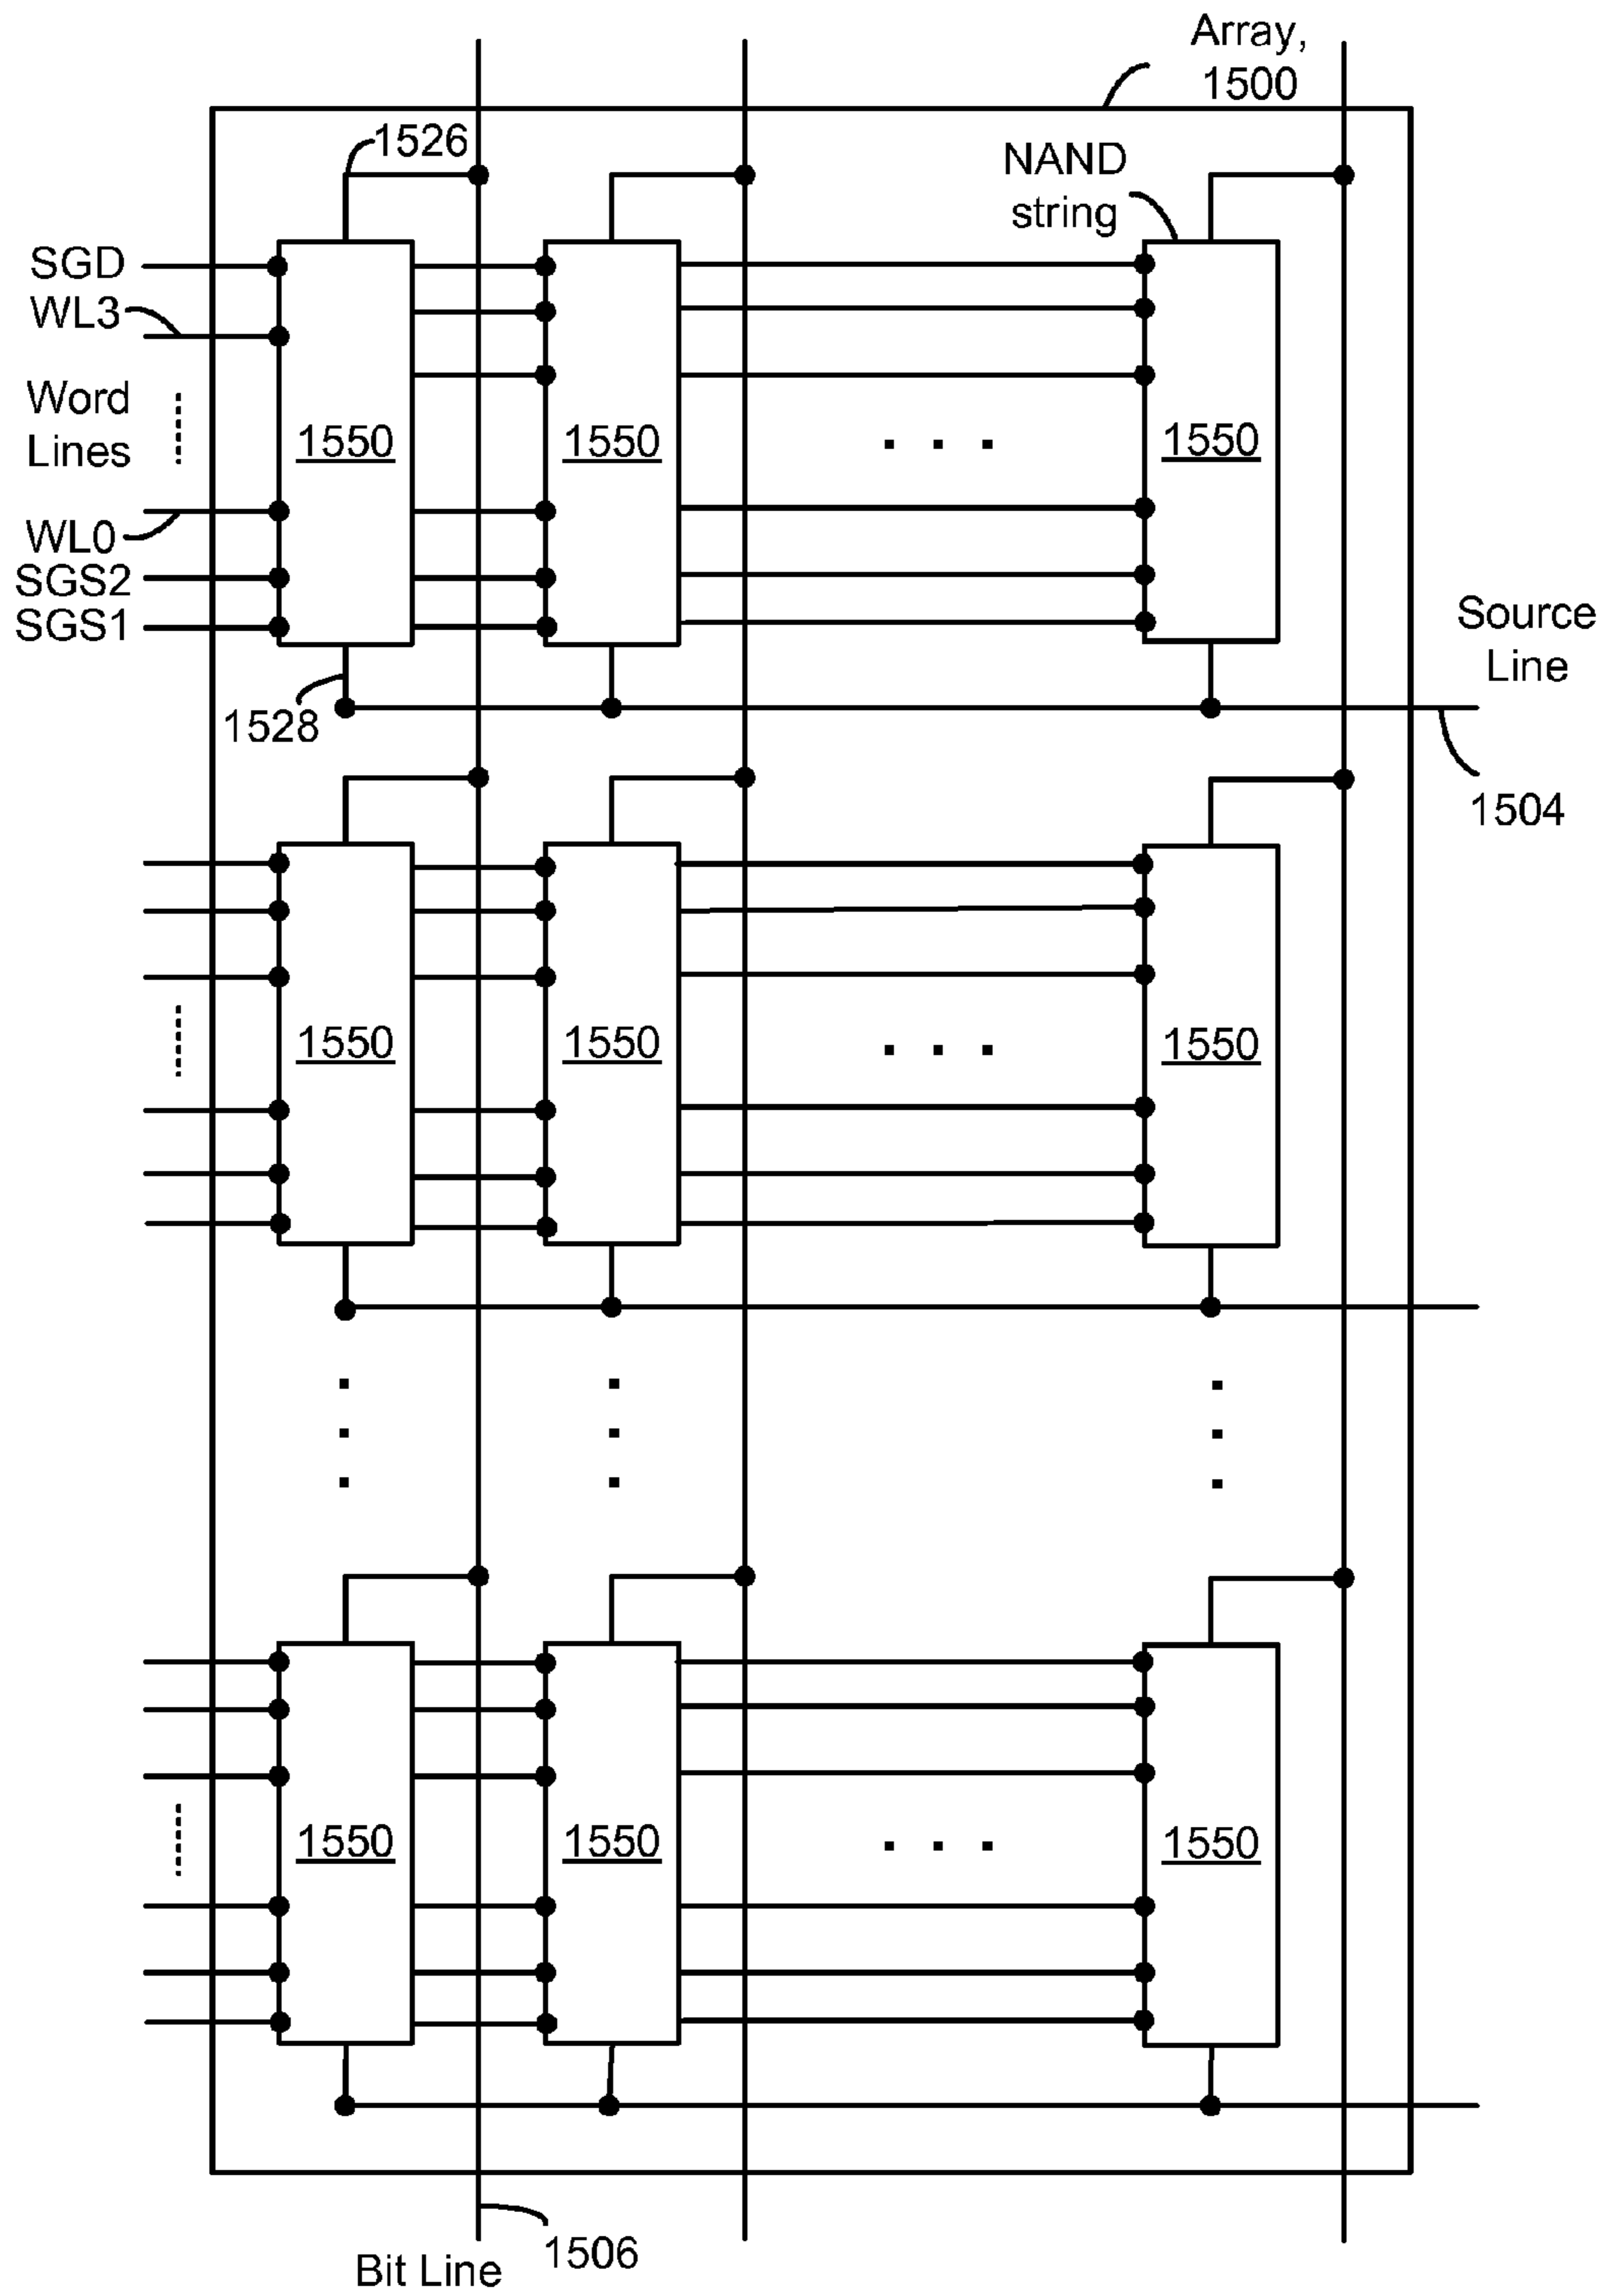 Array,
1500
1526
NAND
string
SGD
WL3
Word
Lines
1550 1550 . . . 1550
WL0
SGS2
SGS1
Source
Line
1528
1504
1550 1550 . . . 1550
1550 1550 . . . 1550
1506
Bit Line